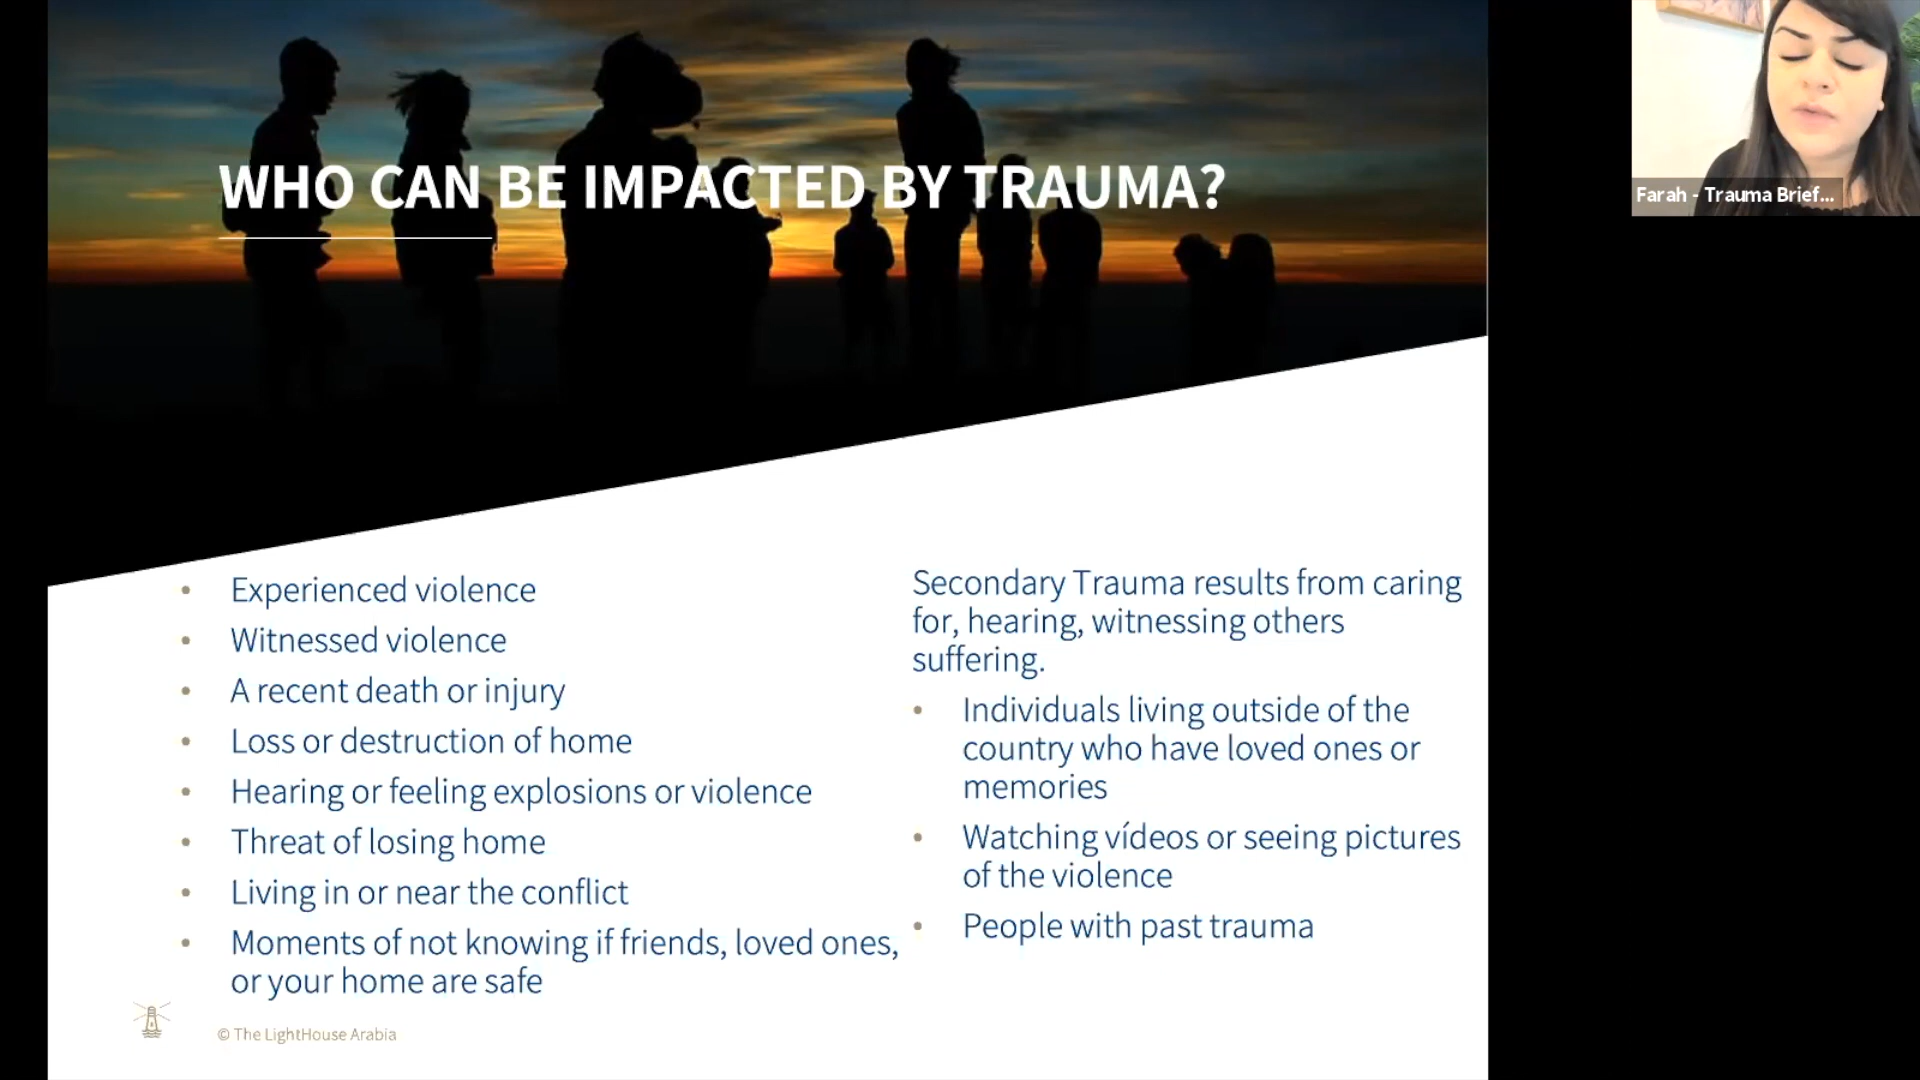 WHO CAN BE IMPACTED BY TRAUMA?
Farah - Trauma Brief...
• Experienced violence
• Witnessed violence
• A recent death or injury
• Loss or destruction of home
• Hearing or feeling explosions or violence
• Threat of losing home
• Living in or near the conflict
• Moments of not knowing if friends, loved ones,
or your home are safe
Secondary Trauma results from caring
for, hearing, witnessing others
suffering.
• Individuals living outside of the
country who have loved ones or
memories
• Watching vídeos or seeing pictures
of the violence
• People with past trauma
© The LightHouse Arabia